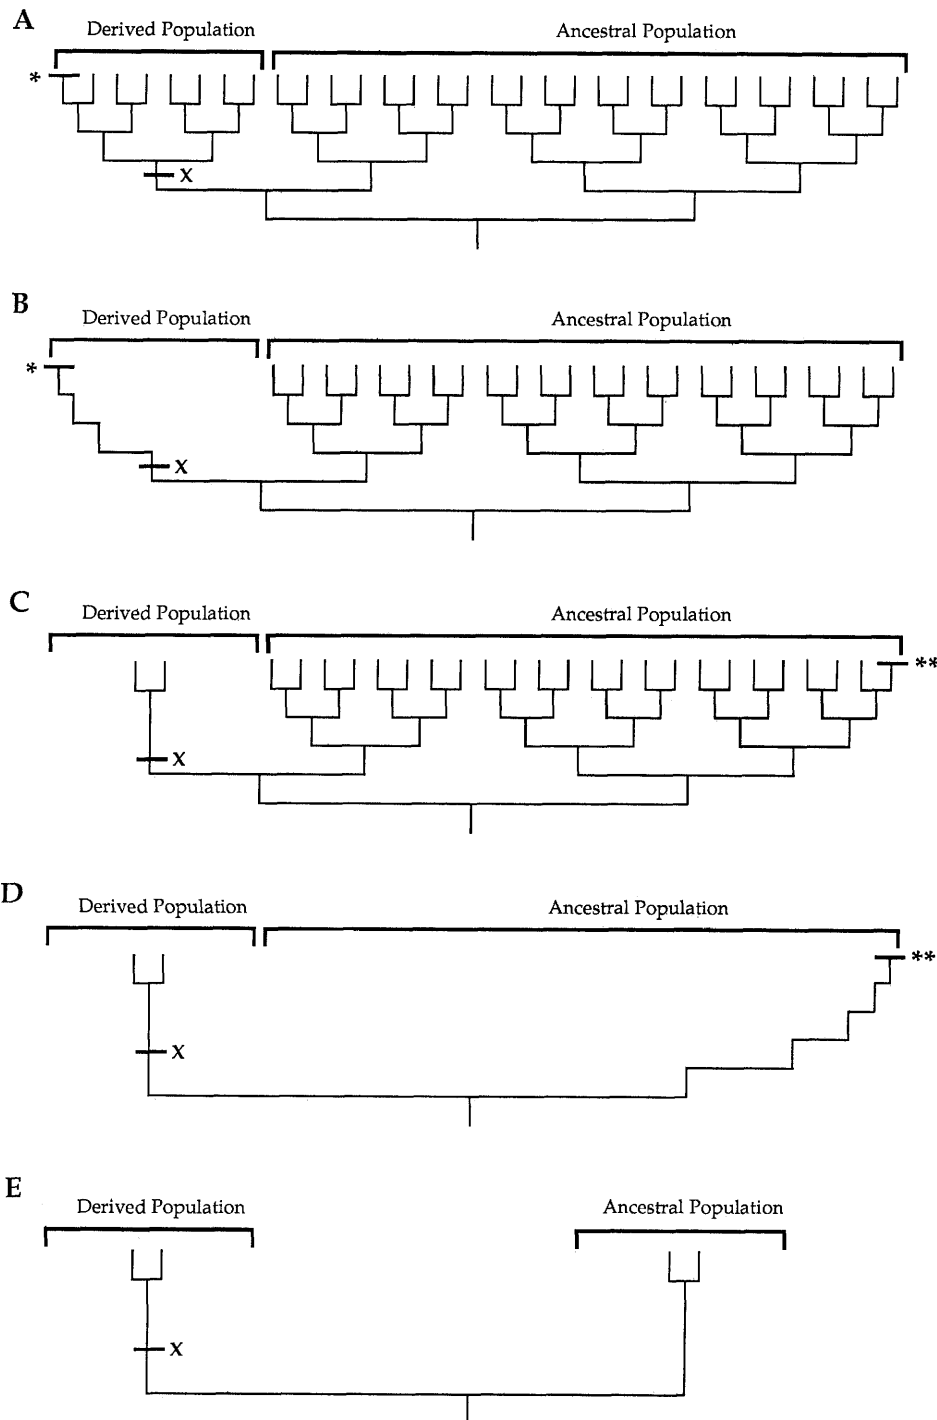 A
Derived Population
Ancestral Population
*
X
B
Derived Population
Ancestral Population
*
X
C
Derived Population
Ancestral Population
**
X
D
Derived Population
Ancestral Population
**
X
E
Derived Population
Ancestral Population
X